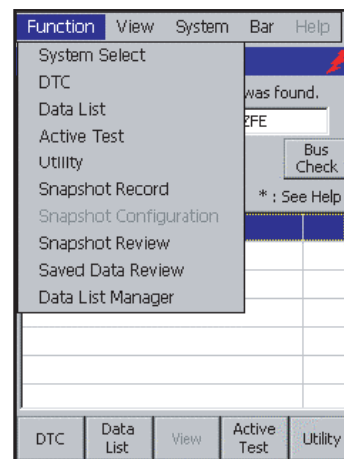 Function View System Bar Help
System Select
DTC
Data List
Active Test
Utility
Snapshot Record
Snapshot Configuration
Snapshot Review
Saved Data Review
Data List Manager
was found.
ZFE
Bus
Check
* : See Help
DTC
Data
List
View
Active
Test
Utility